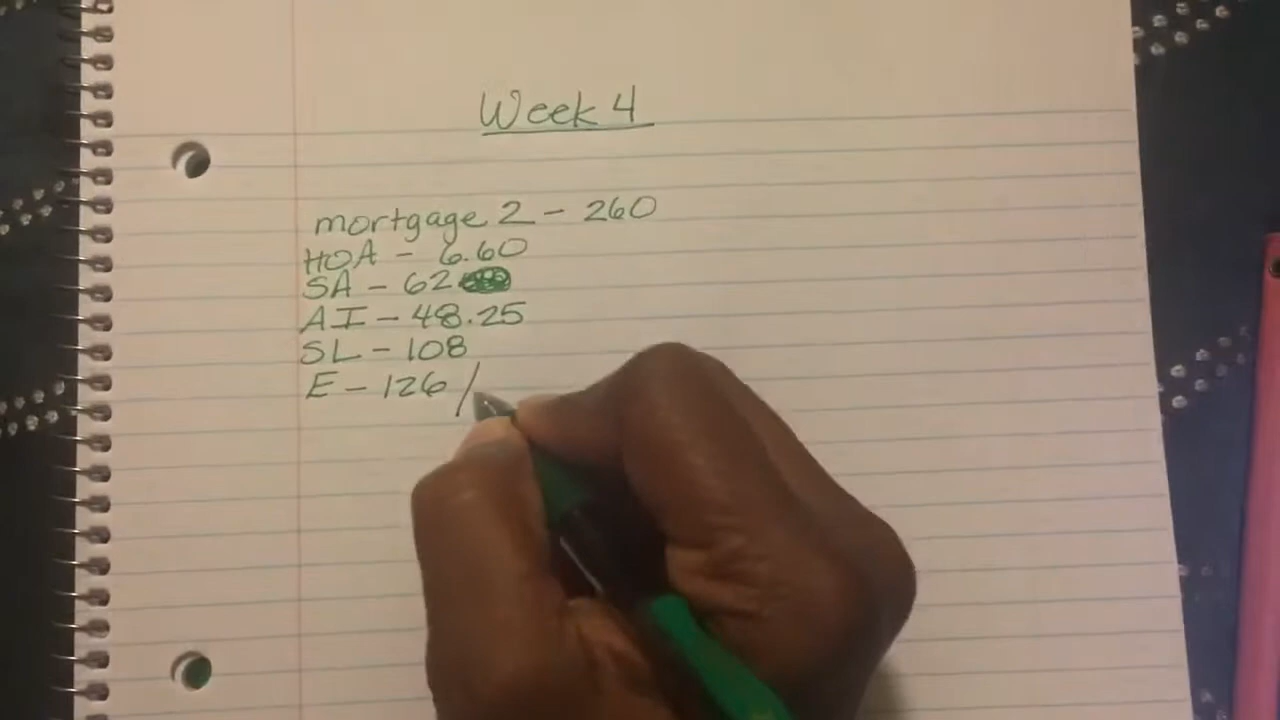 Week 4
mortgage 2 - 260
HOA - 6.60
SA - 62
AI - 48.25
SL - 108
E - 126 /